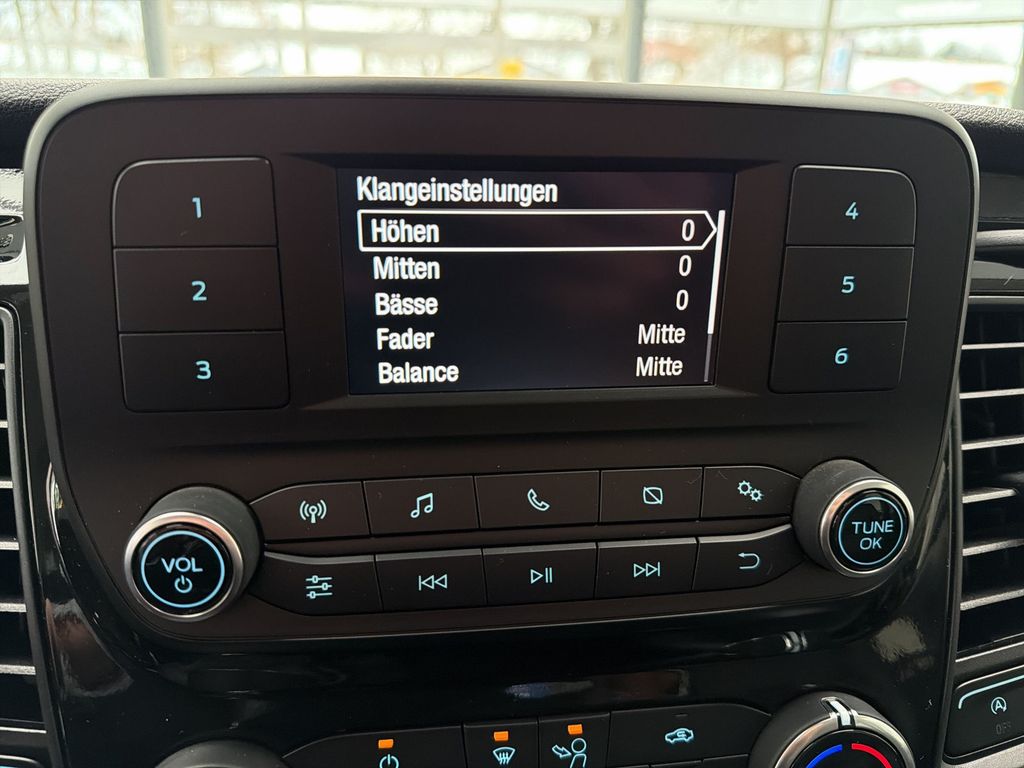 Klangeinstellungen
Höhen 0
Mitten 0
Bässe 0
Fader Mitte
Balance Mitte
1
2
3
4
5
6
VOL
TUNE
OK
A
OFF